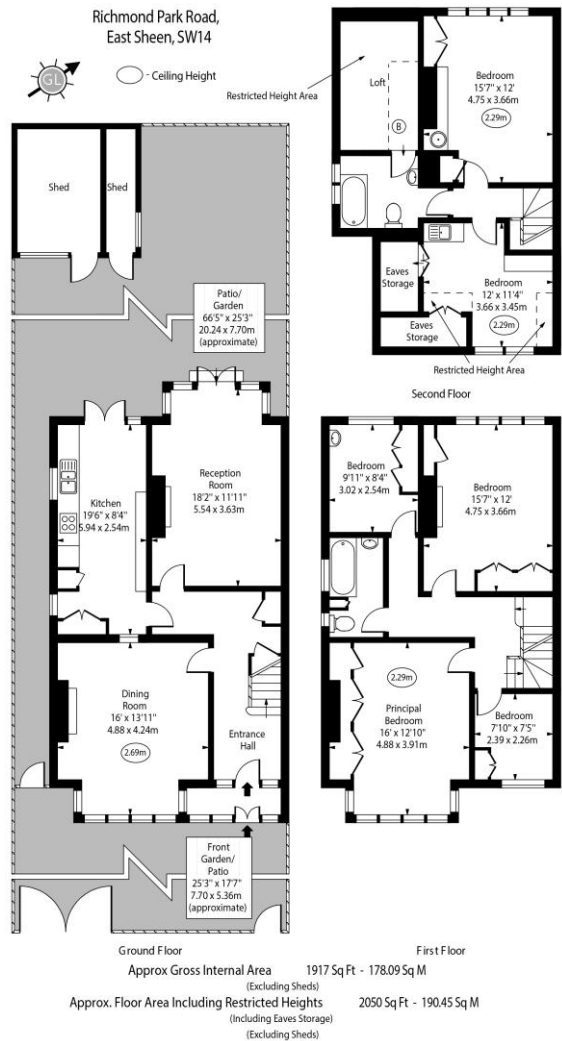 Richmond Park Road,
East Sheen, SW14
GL
- Ceiling Height
Restricted Height Area
Loft
B
Bedroom
15'7" x 12'
4.75 x 3.66m
2.29m
Eaves
Storage
Eaves
Storage
Bedroom
12' x 11'4"
3.66 x 3.45m
2.29m
Restricted Height Area
Second Floor
Shed
Shed
Patio/
Garden
66'5" x 25'3"
20.24 x 7.70m
(approximate)
Kitchen
19'6" x 8'4"
5.94 x 2.54m
Reception
Room
18'2" x 11'11"
5.54 x 3.63m
Dining
Room
16' x 13'11"
4.88 x 4.24m
2.69m
Entrance
Hall
Front
Garden/
Patio
25'3" x 17'7"
7.70 x 5.36m
(approximate)
Ground Floor
Bedroom
9'11" x 8'4"
3.02 x 2.54m
Bedroom
15'7" x 12'
4.75 x 3.66m
2.29m
Principal
Bedroom
16' x 12'10"
4.88 x 3.91m
Bedroom
7'10" x 7'5"
2.39 x 2.26m
First Floor
Approx Gross Internal Area 1917 Sq Ft - 178.09 Sq M
(Excluding Sheds)
Approx. Floor Area Including Restricted Heights 2050 Sq Ft - 190.45 Sq M
(Including Eaves Storage)
(Excluding Sheds)